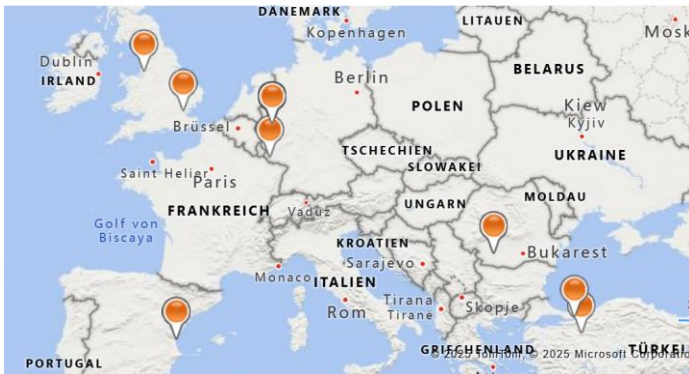 DÄNEMARK
Kopenhagen
LITAUEN
Mosk
Dublin
IRLAND
Berlin
BELARUS
POLEN
Kiew
Kyjiv
Brüssel
TSCHECHIEN
SLOWAKEI
UKRAINE
Saint Helier
Paris
MOLDAU
UNGARN
Vaduz
FRANKREICH
Golf von
Biscaya
KROATIEN
Bukarest
Sarajevo
Monaco
ITALIEN
Tirana
Tiranë
Skopje
Rom
GRIECHENLAND
TÜRKEI
© 2025 TomTom, © 2025 Microsoft Corporatio
PORTUGAL